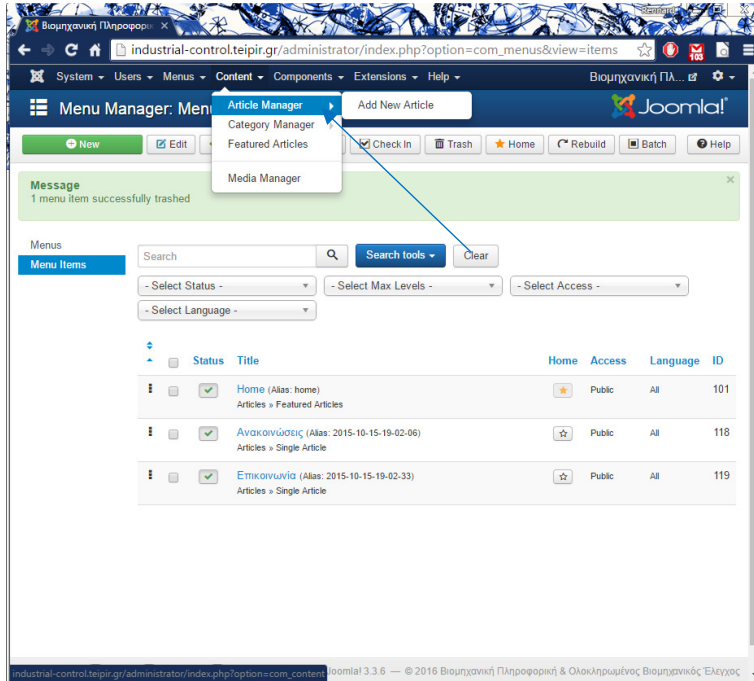 Βιομηχανική Πληροφορι ×
industrial-control.teipir.gr/administrator/index.php?option=com_menus&view=items
103
System Users Menus Content Components Extensions Help Βιομηχανική Πλ...
Menu Manager: Men
Joomla!
Article Manager
Add New Article
Category Manager
Featured Articles
Media Manager
New Edit Check In Trash Home Rebuild Batch Help
Message ×
1 menu item successfully trashed
Menus
Menu Items
Search Search tools Clear
- Select Status - - Select Max Levels - - Select Access -
- Select Language -
Status Title Home Access Language ID
Home (Alias: home) Public All 101
Articles » Featured Articles
Ανακοινώσεις (Alias: 2015-10-15-19-02-06) Public All 118
Articles » Single Article
Επικοινωνία (Alias: 2015-10-15-19-02-33) Public All 119
Articles » Single Article
industrial-control.teipir.gr/administrator/index.php?option=com_content
Joomla! 3.3.6 — © 2016 Βιομηχανική Πληροφορική & Ολοκληρωμένος Βιομηχανικός Έλεγχος